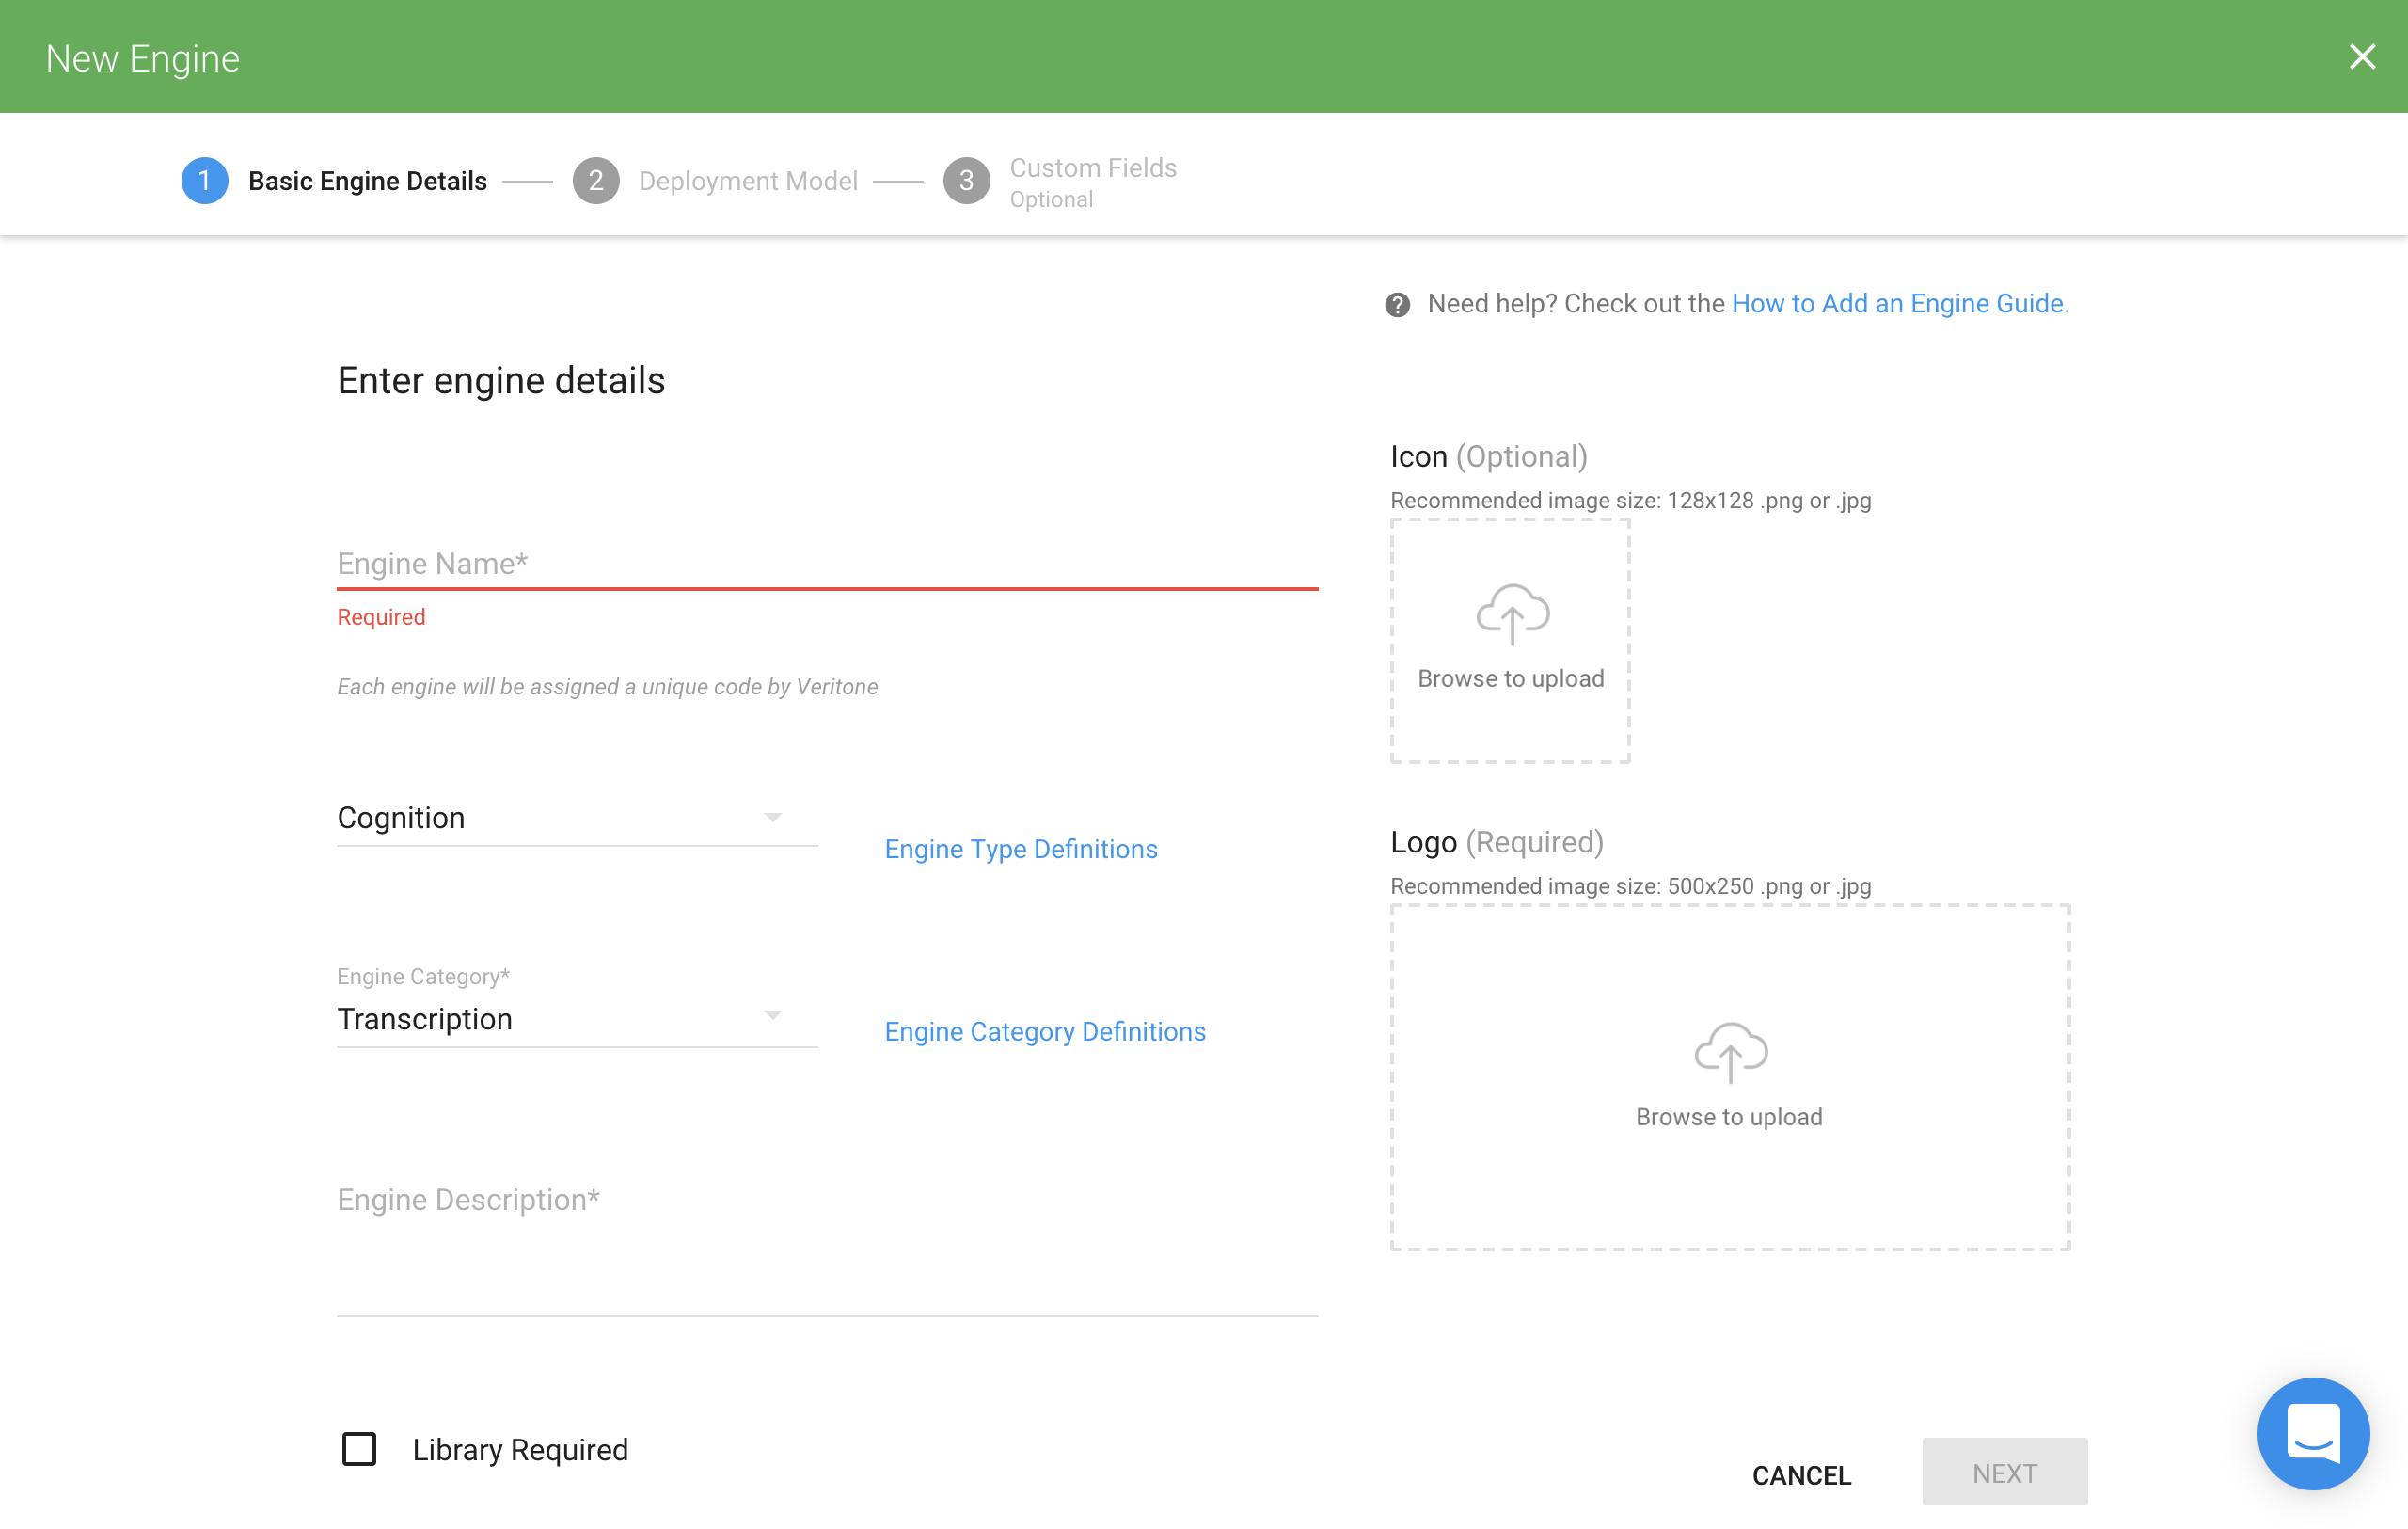 New Engine
1 Basic Engine Details
2 Deployment Model
3 Custom Fields
Optional
Need help? Check out the How to Add an Engine Guide.
Enter engine details
Engine Name*
Required
Each engine will be assigned a unique code by Veritone
Cognition
Engine Type Definitions
Engine Category*
Transcription
Engine Category Definitions
Engine Description*
Library Required
Icon (Optional)
Recommended image size: 128x128 .png or .jpg
Browse to upload
Logo (Required)
Recommended image size: 500x250 .png or .jpg
Browse to upload
CANCEL
NEXT